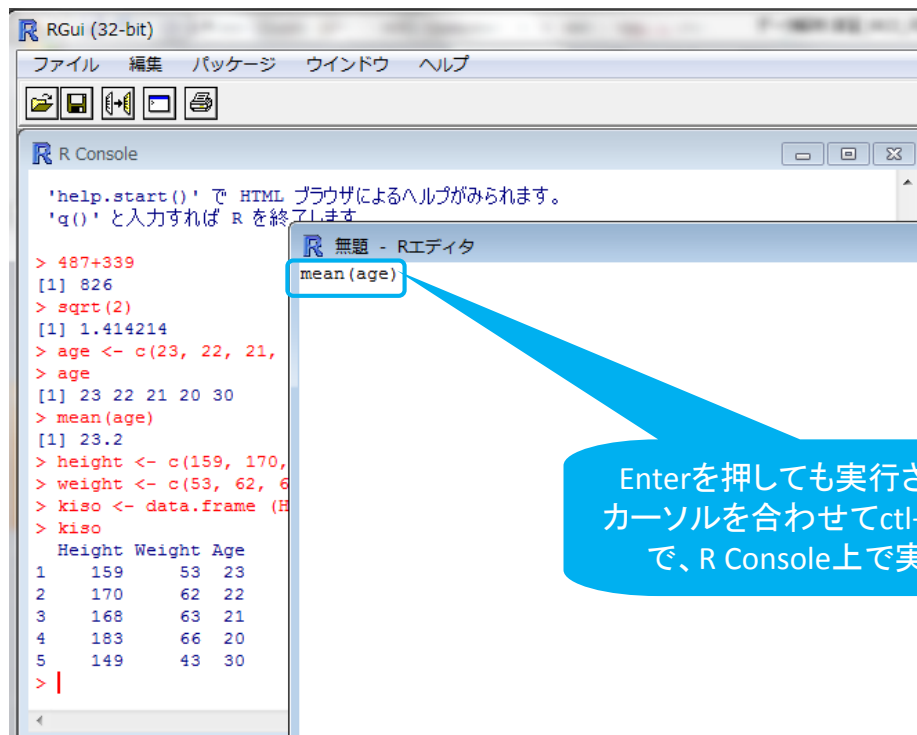 RGui (32-bit)
ファイル 編集 パッケージ ウインドウ ヘルプ
R Console
'help.start()' で HTML ブラウザによるヘルプがみられます。
'q()' と入力すれば R を終了します
> 487+339
[1] 826
> sqrt(2)
[1] 1.414214
> age <- c(23, 22, 21,
> age
[1] 23 22 21 20 30
> mean(age)
[1] 23.2
> height <- c(159, 170,
> weight <- c(53, 62, 6
> kiso <- data.frame (H
> kiso
Height Weight Age
1 159 53 23
2 170 62 22
3 168 63 21
4 183 66 20
5 149 43 30
>
無題 - Rエディタ
mean(age)
Enterを押しても実行さ
カーソルを合わせてctl
で、R Console上で実